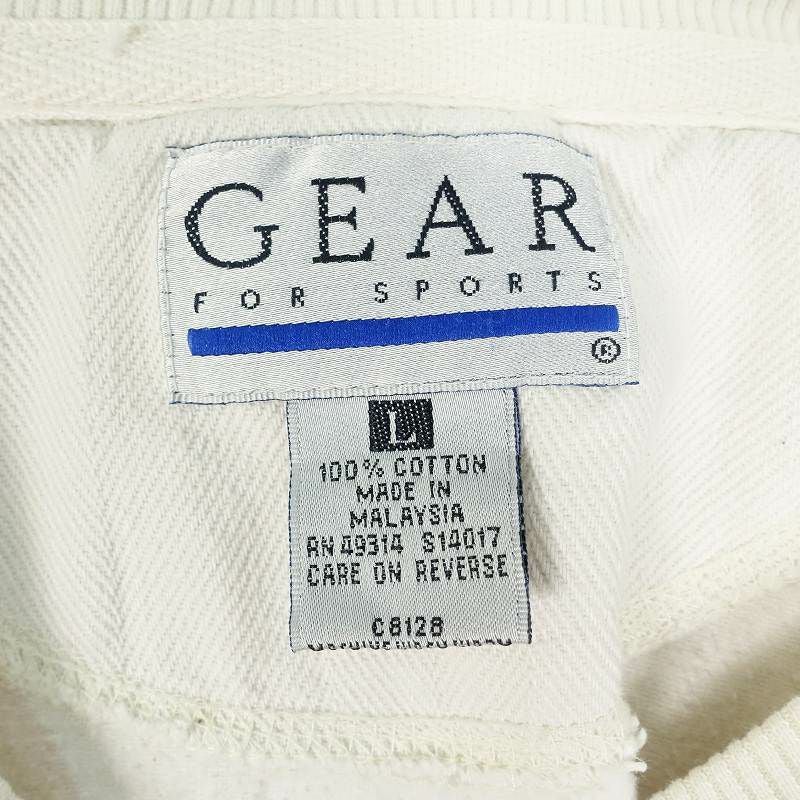 GEAR
FOR SPORTS
®
L
100% COTTON
MADE IN
MALAYSIA
RN 49314 S14017
CARE ON REVERSE
C8128